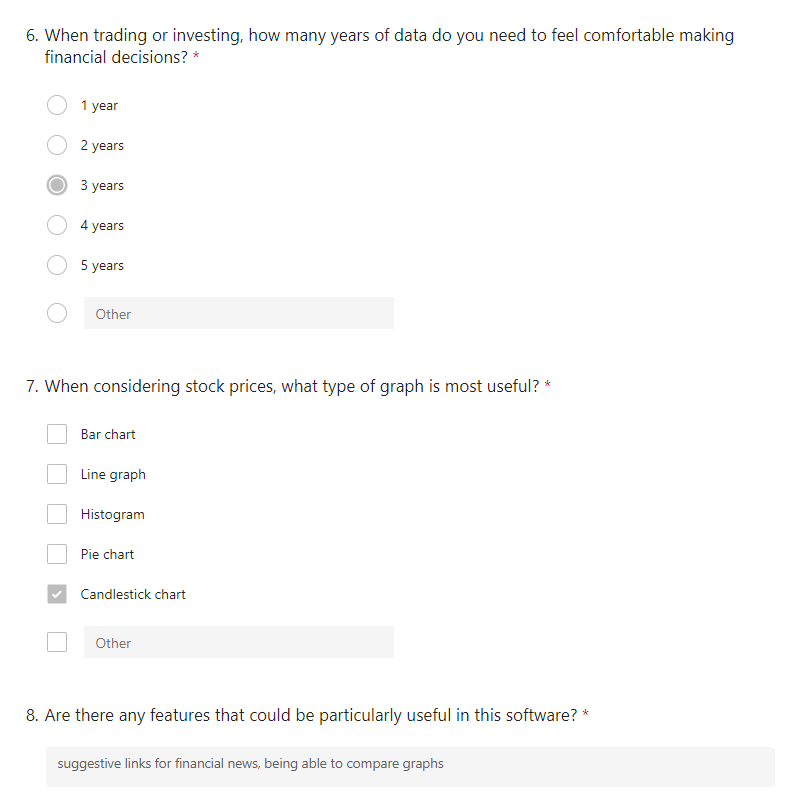 6. When trading or investing, how many years of data do you need to feel comfortable making
financial decisions? *
1 year
2 years
3 years
4 years
5 years
Other
7. When considering stock prices, what type of graph is most useful? *
Bar chart
Line graph
Histogram
Pie chart
Candlestick chart
Other
8. Are there any features that could be particularly useful in this software? *
suggestive links for financial news, being able to compare graphs